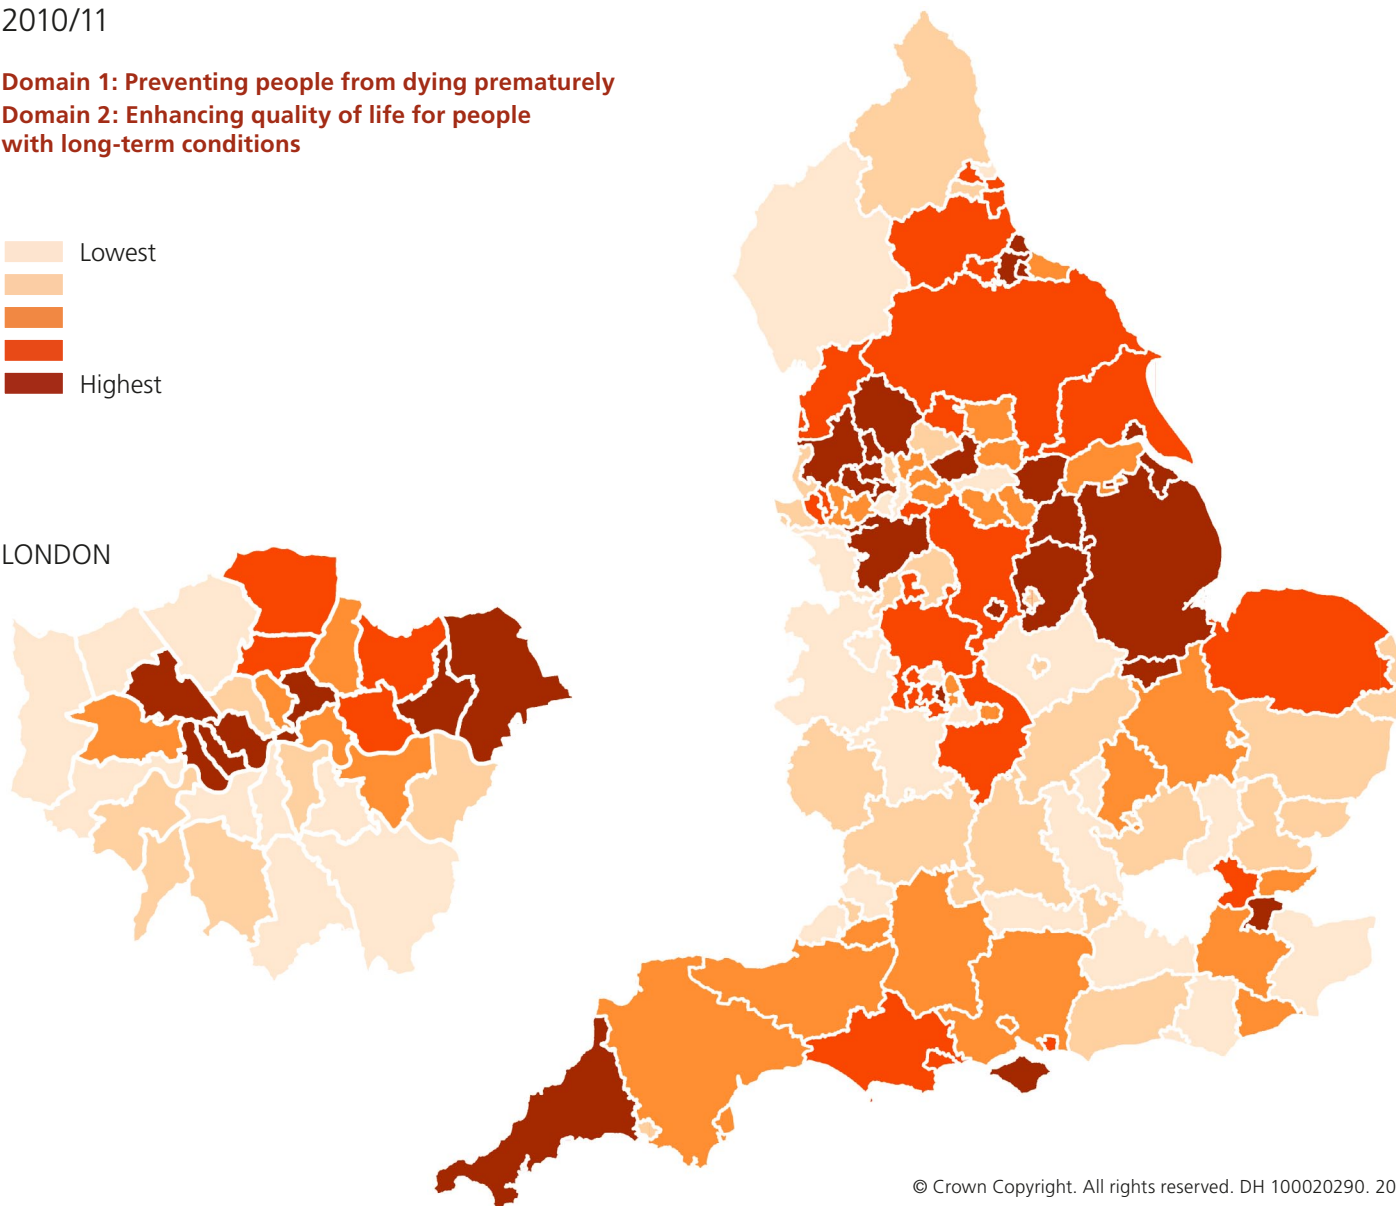 2010/11
Domain 1: Preventing people from dying prematurely
Domain 2: Enhancing quality of life for people
with long-term conditions
Lowest
Highest
LONDON
© Crown Copyright. All rights reserved. DH 100020290. 20